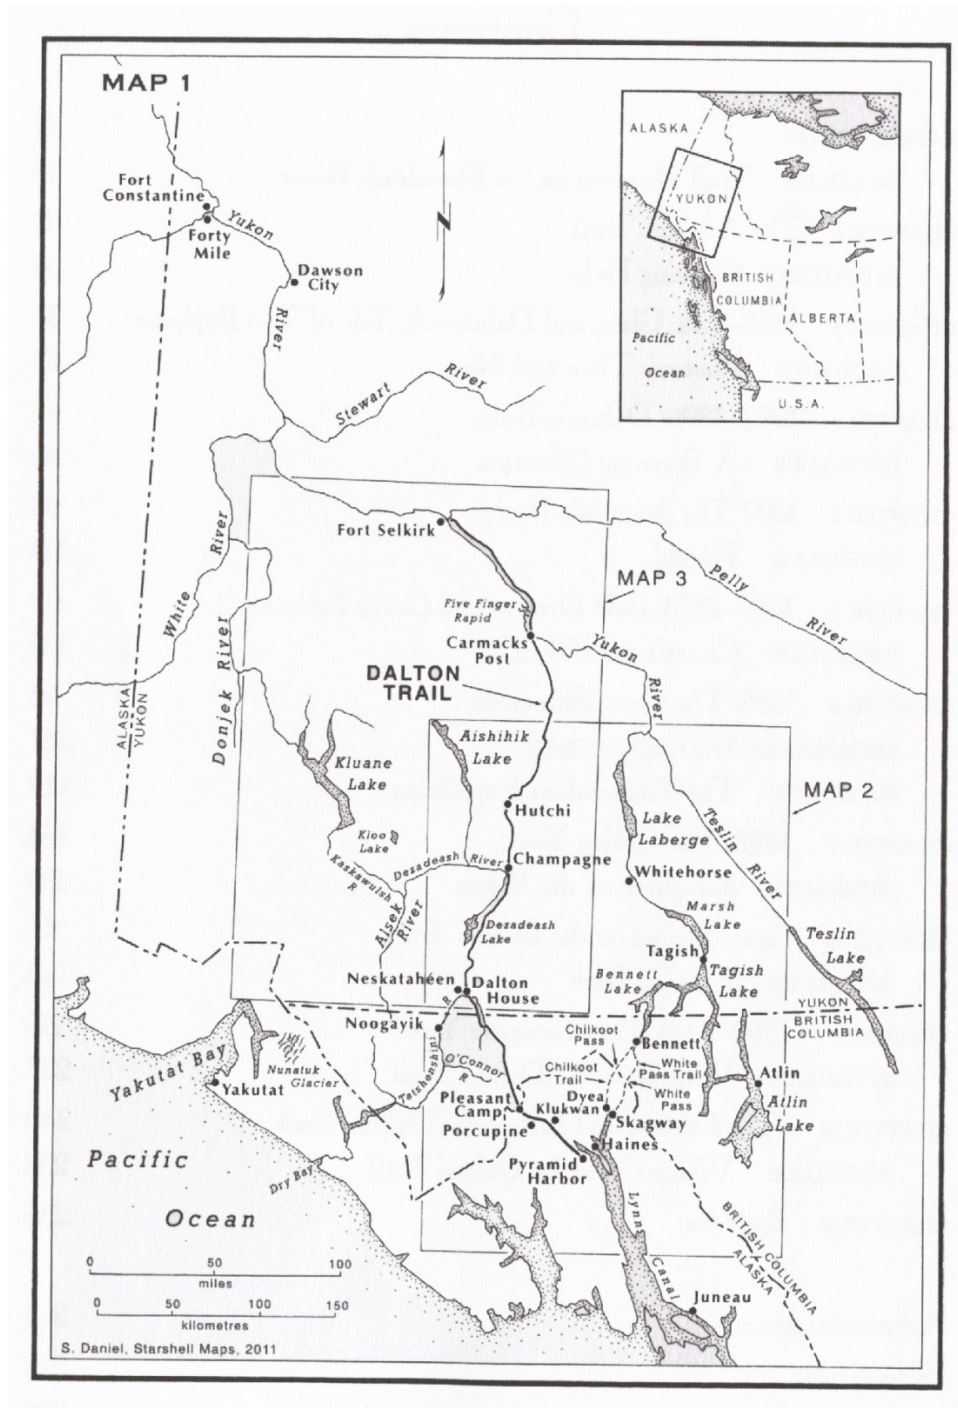 MAP 1
Fort
Constantine
Forty
Mile
Yukon
River
Dawson
City
Stewart
River
ALASKA
YUKON
BRITISH
COLUMBIA
ALBERTA
Pacific
Ocean
U.S.A.
Fort Selkirk
Pelly
River
MAP 3
Five Finger
Rapid
Carmacks
Post
Yukon
River
White
River
Donjek River
ALASKA
YUKON
DALTON
TRAIL
Aishihik
Lake
Kluane
Lake
Hutchi
MAP 2
Lake
Laberge
Teslin
River
Kloo
Lake
Kaskawulsh
R
Dezadeash
River
Champagne
Whitehorse
Alsek
River
Dezadeash
Lake
Marsh
Lake
Teslin
Lake
Tagish
Tagish
Lake
Neskatahéen
Dalton
House
Bennett
Lake
YUKON
BRITISH
COLUMBIA
Noogayik
R
Tatshenshini
O'Connor
R
Chilkoot
Pass
Bennett
Yakutat Bay
Yakutat
Nunatuk
Glacier
Chilkoot
Trail
White
Pass Trail
White
Pass
Atlin
Atlin
Lake
Pleasant
Camp
Dyea
Klukwan
Skagway
Porcupine
Haines
Pyramid
Harbor
Dry Bay
Pacific
Ocean
Lynn
Canal
BRITISH COLUMBIA
ALASKA
Juneau
0 50 100
miles
0 50 100 150
kilometres
S. Daniel, Starshell Maps, 2011